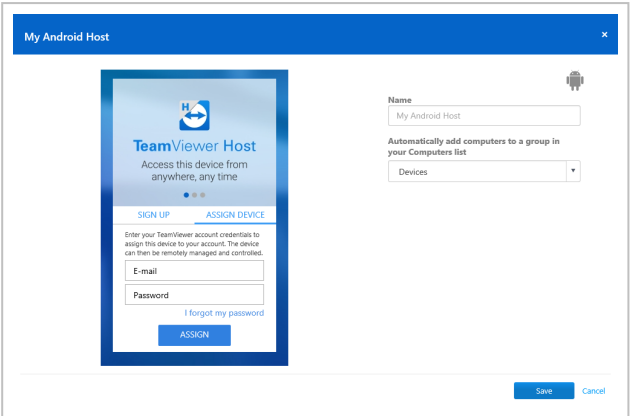 My Android Host
×
H
TeamViewer Host
Access this device from
anywhere, any time
SIGN UP
ASSIGN DEVICE
Enter your TeamViewer account credentials to
assign this device to your account. The device
can then be remotely managed and controlled.
E-mail
Password
I forgot my password
ASSIGN
Name
My Android Host
Automatically add computers to a group in
your Computers list
Devices
Save
Cancel